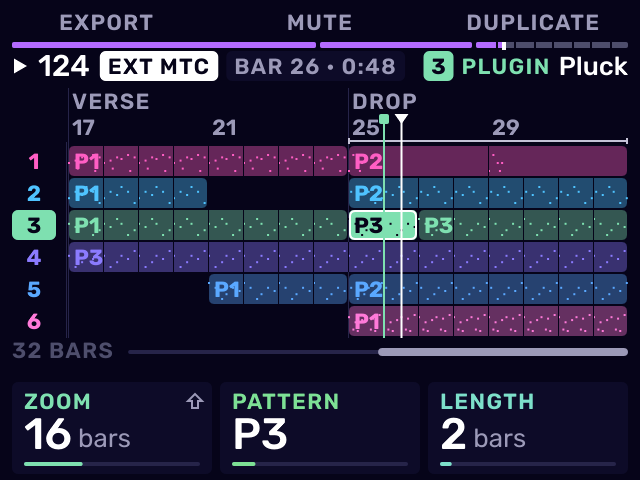 EXPORT MUTE DUPLICATE
124 EXT MTC BAR 26 • 0:48 3 PLUGIN Pluck
VERSE DROP
17 21 25 29
1 P1 P2
2 P1 P2
3 P1 P3 P3
4 P3
5 P1 P2
6 P1
32 BARS
ZOOM PATTERN LENGTH
16 bars P3 2 bars